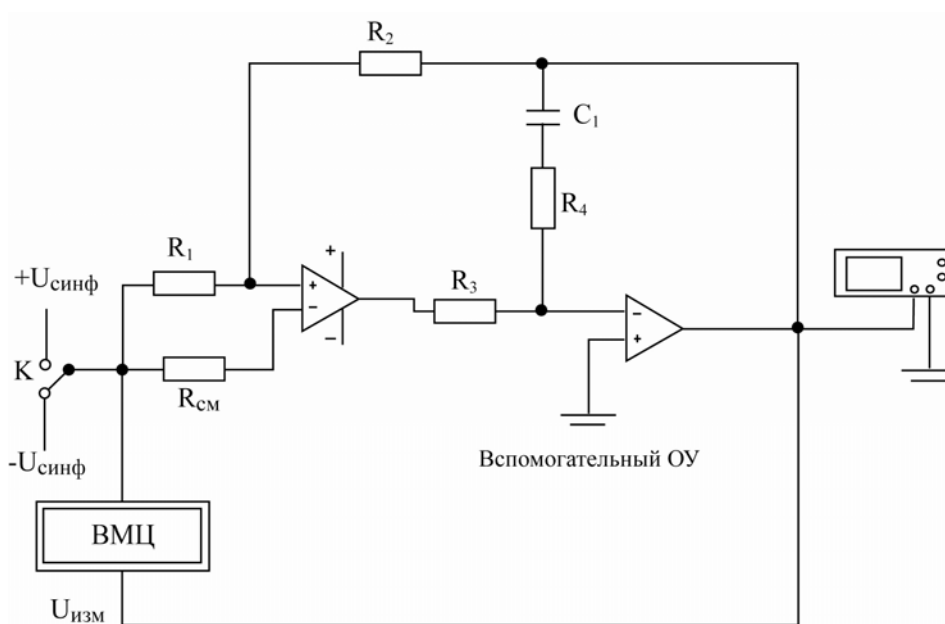 R₂
C₁
R₄
R₁
+
+Uсинф
+
−
R₃
−
+
K
−
Rсм
-Uсинф
Вспомогательный ОУ
ВМЦ
Uизм